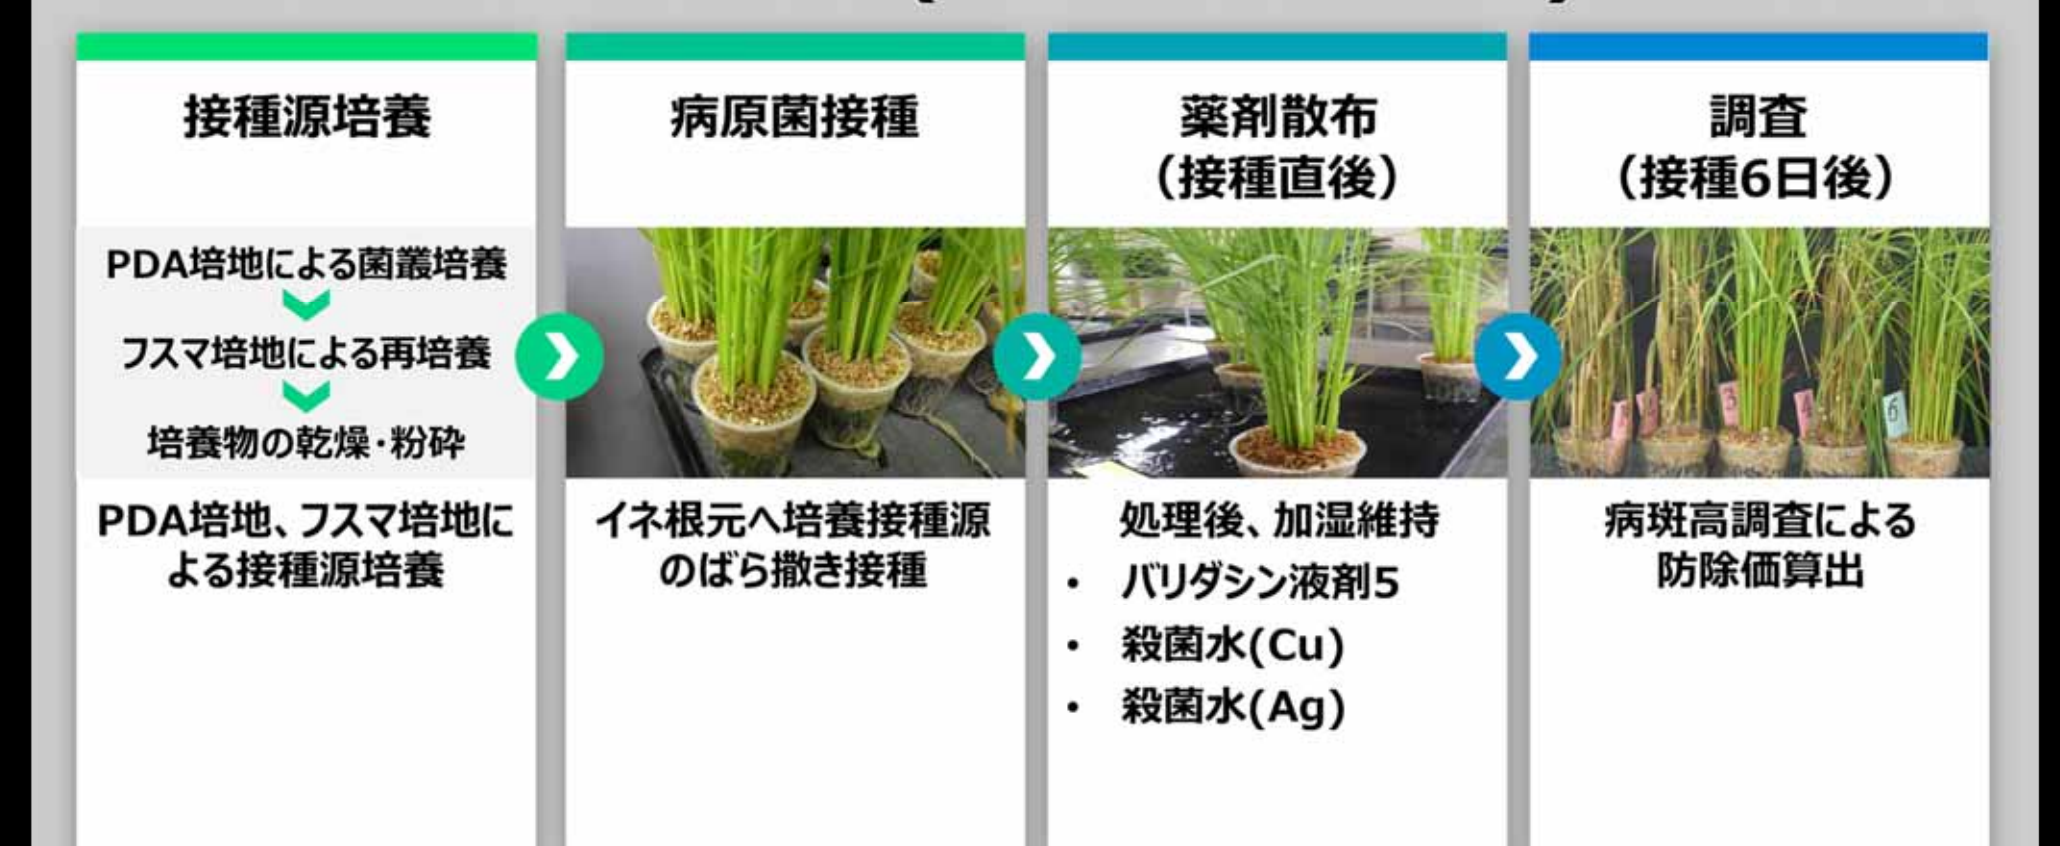 接種源培養
PDA培地による菌叢培養
フスマ培地による再培養
培養物の乾燥・粉砕
PDA培地、フスマ培地に
よる接種源培養
病原菌接種
イネ根元へ培養接種源
のばら撒き接種
薬剤散布
（接種直後）
処理後、加湿維持
• バリダシン液剤5
• 殺菌水(Cu)
• 殺菌水(Ag)
調査
（接種6日後）
3
6
病斑高調査による
防除価算出